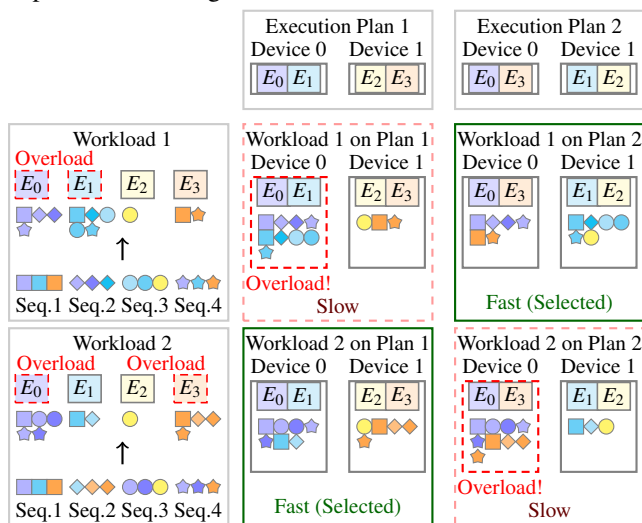 Execution Plan 1
Device 0 Device 1
E0 E1 E2 E3
Execution Plan 2
Device 0 Device 1
E0 E3 E1 E2
Workload 1
Overload
E0 E1 E2 E3
Seq.1 Seq.2 Seq.3 Seq.4
Workload 1 on Plan 1
Device 0 Device 1
E0 E1 E2 E3
Overload!
Slow
Workload 1 on Plan 2
Device 0 Device 1
E0 E3 E1 E2
Fast (Selected)
Workload 2
Overload Overload
E0 E1 E2 E3
Seq.1 Seq.2 Seq.3 Seq.4
Workload 2 on Plan 1
Device 0 Device 1
E0 E1 E2 E3
Fast (Selected)
Workload 2 on Plan 2
Device 0 Device 1
E0 E3 E1 E2
Overload!
Slow